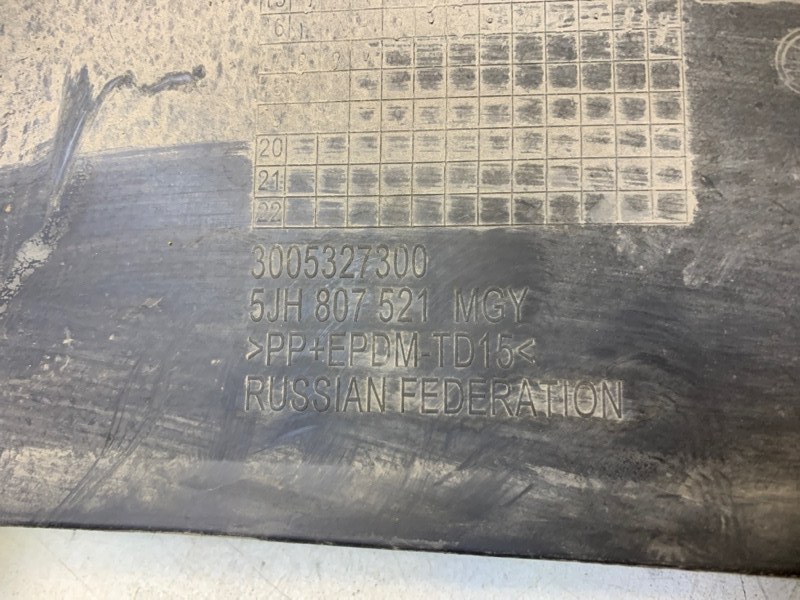 20
21
22
3005327300
5JH 807 521 MGY
>PP+EPDM-TD15<
RUSSIAN FEDERATION